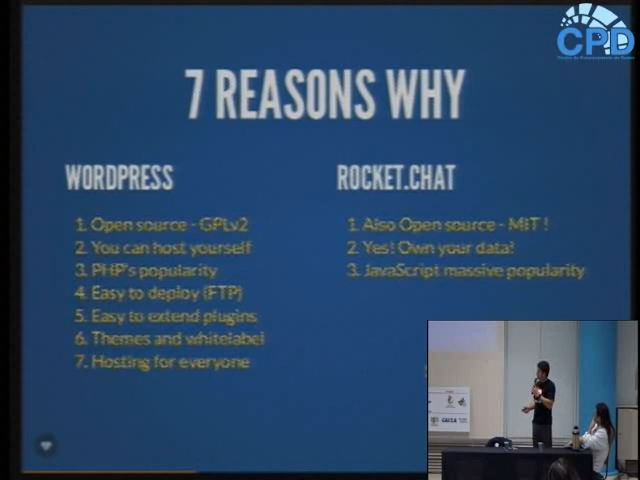 CPD
7 REASONS WHY
WORDPRESS
1. Open source - GPLv2
2. You can host yourself
3. PHP's popularity
4. Easy to deploy (FTP)
5. Easy to extend plugins
6. Themes and whitelabel
7. Hosting for everyone
ROCKET.CHAT
1. Also Open source - MIT !
2. Yes! Own your data!
3. JavaScript massive popularity
CAIXA